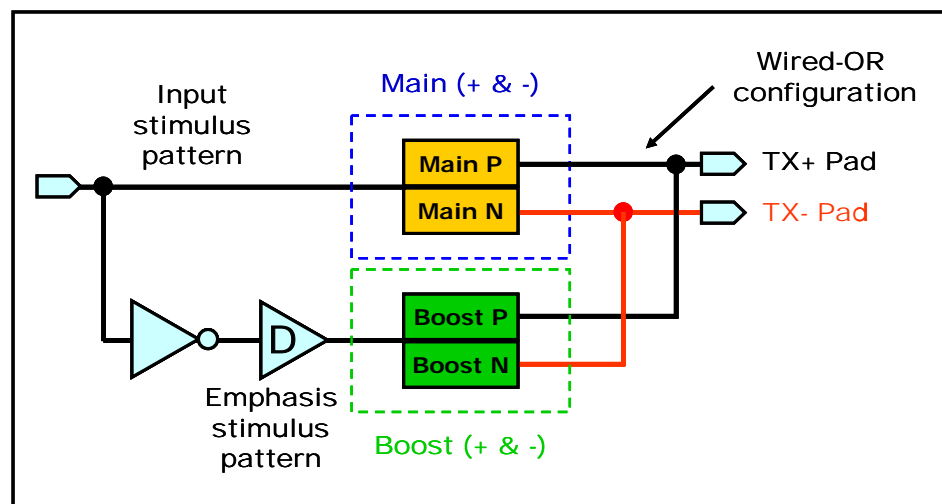 Input
stimulus
pattern
Main (+ & -)
Wired-OR
configuration
Main P
Main N
TX+ Pad
TX- Pad
Boost P
Boost N
D
Emphasis
stimulus
pattern
Boost (+ & -)